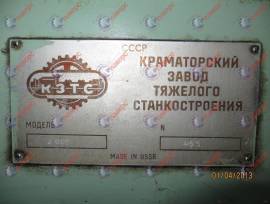 СССР
КРАМАТОРСКИЙ
ЗАВОД
ТЯЖЕЛОГО
СТАНКОСТРОЕНИЯ
КЗТС
МОДЕЛЬ N
MADE IN USSR
01/04/2013